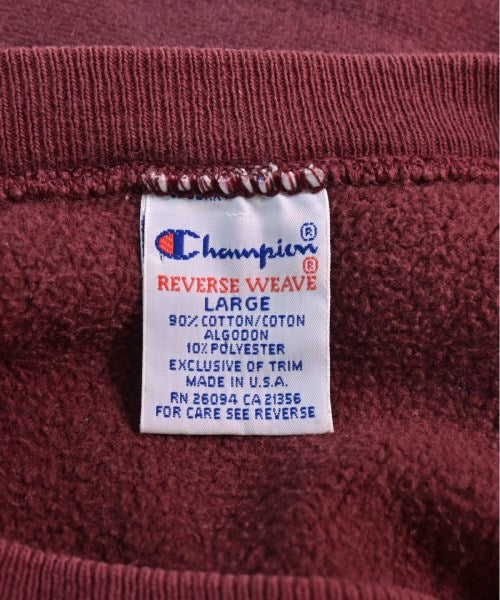 Champion®
REVERSE WEAVE®
LARGE
90% COTTON/COTON
ALGODON
10% POLYESTER
EXCLUSIVE OF TRIM
MADE IN U.S.A.
RN 26094 CA 21356
FOR CARE SEE REVERSE